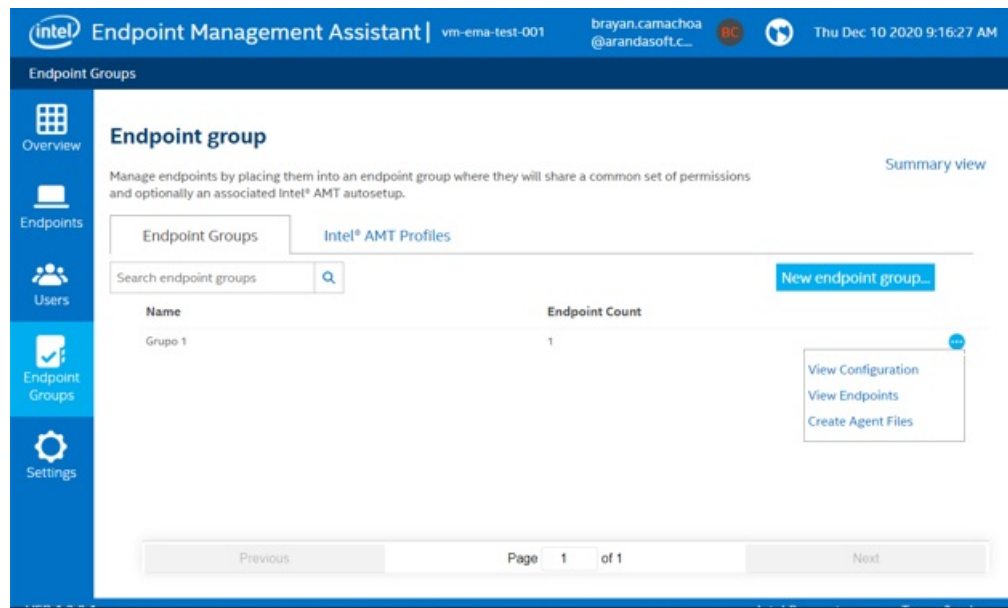 intel Endpoint Management Assistant | vm-ema-test-001 brayan.camachoa @arandasoft.c... BC Thu Dec 10 2020 9:16:27 AM
Endpoint Groups
Overview
Endpoints
Users
Endpoint Groups
Settings
Endpoint group
Summary view
Manage endpoints by placing them into an endpoint group where they will share a common set of permissions
and optionally an associated Intel® AMT autosetup.
Endpoint Groups Intel® AMT Profiles
Search endpoint groups
New endpoint group...
Name Endpoint Count
Grupo 1 1
View Configuration
View Endpoints
Create Agent Files
Previous Page 1 of 1 Next